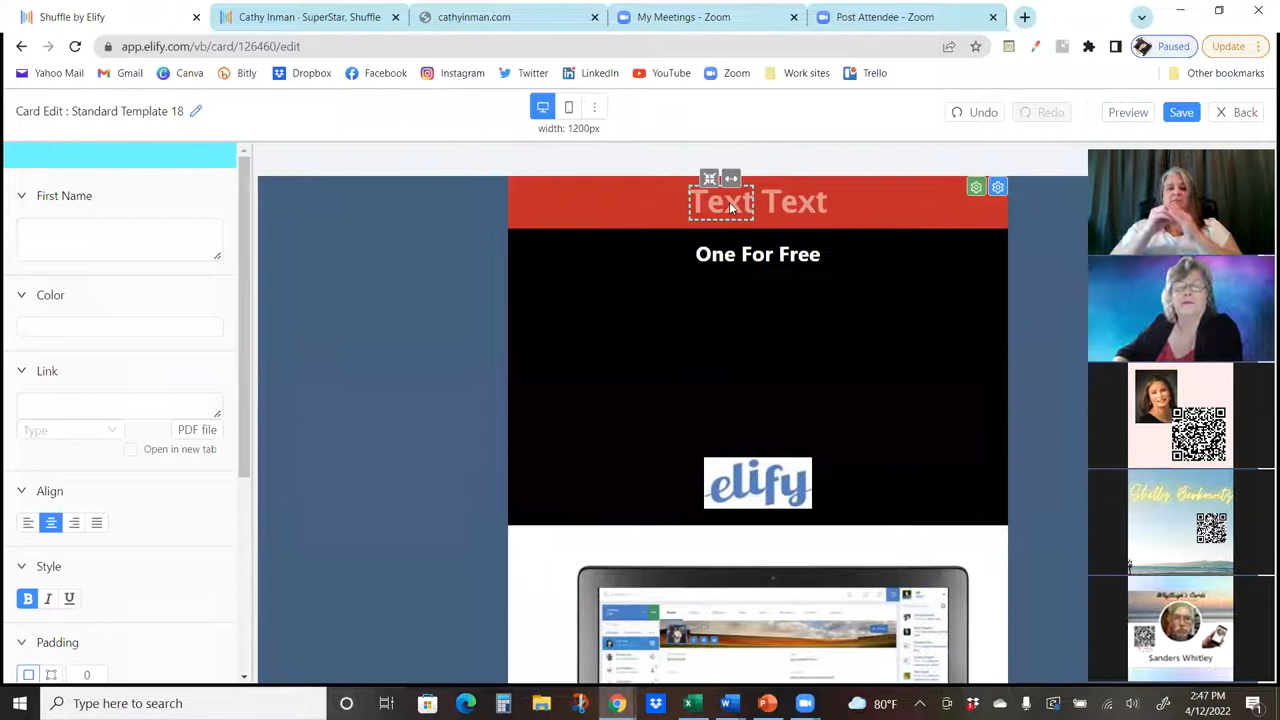 Shuffle by Elify
Cathy Inman - SuperStar, Shuffle
cathyinman.com
My Meetings - Zoom
Post Attendee - Zoom
app.elify.com/vb/card/126460/edit
Paused
Update
Yahoo Mail
Gmail
Canva
Bitly
Dropbox
Facebook
Instagram
Twitter
LinkedIn
YouTube
Zoom
Work sites
Trello
Other bookmarks
Card Edit : Standard Template 18
width: 1200px
Undo
Redo
Preview
Save
Back
First Name
Color
Link
Type
PDF file
Open in new tab
Align
Style
B I U
Padding
0
Text Text
One For Free
elify
Shelly Berkowitz
Whitley's Cards
Sanders Whitley
Type here to search
80°F
2:47 PM
4/12/2022